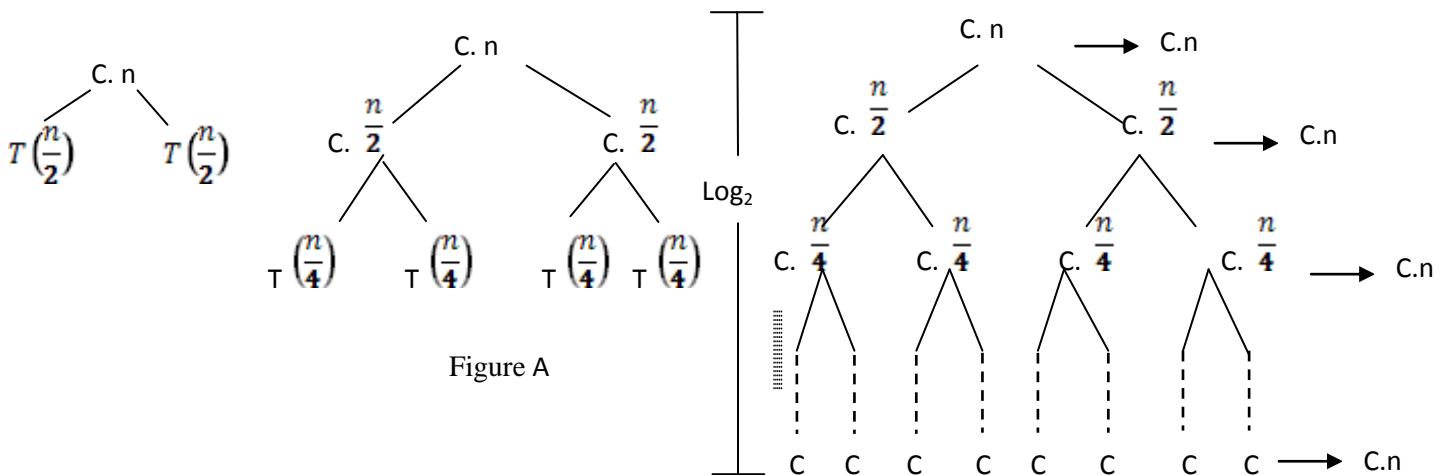 C. n
T(n/2) T(n/2)
C. n
C. n/2 C. n/2
T (n/4) T (n/4) T (n/4) T (n/4)
Figure A
Log₂
C. n → C.n
C. n/2 C. n/2 → C.n
C. n/4 C. n/4 C. n/4 C. n/4 → C.n
C C C C C C C C → C.n